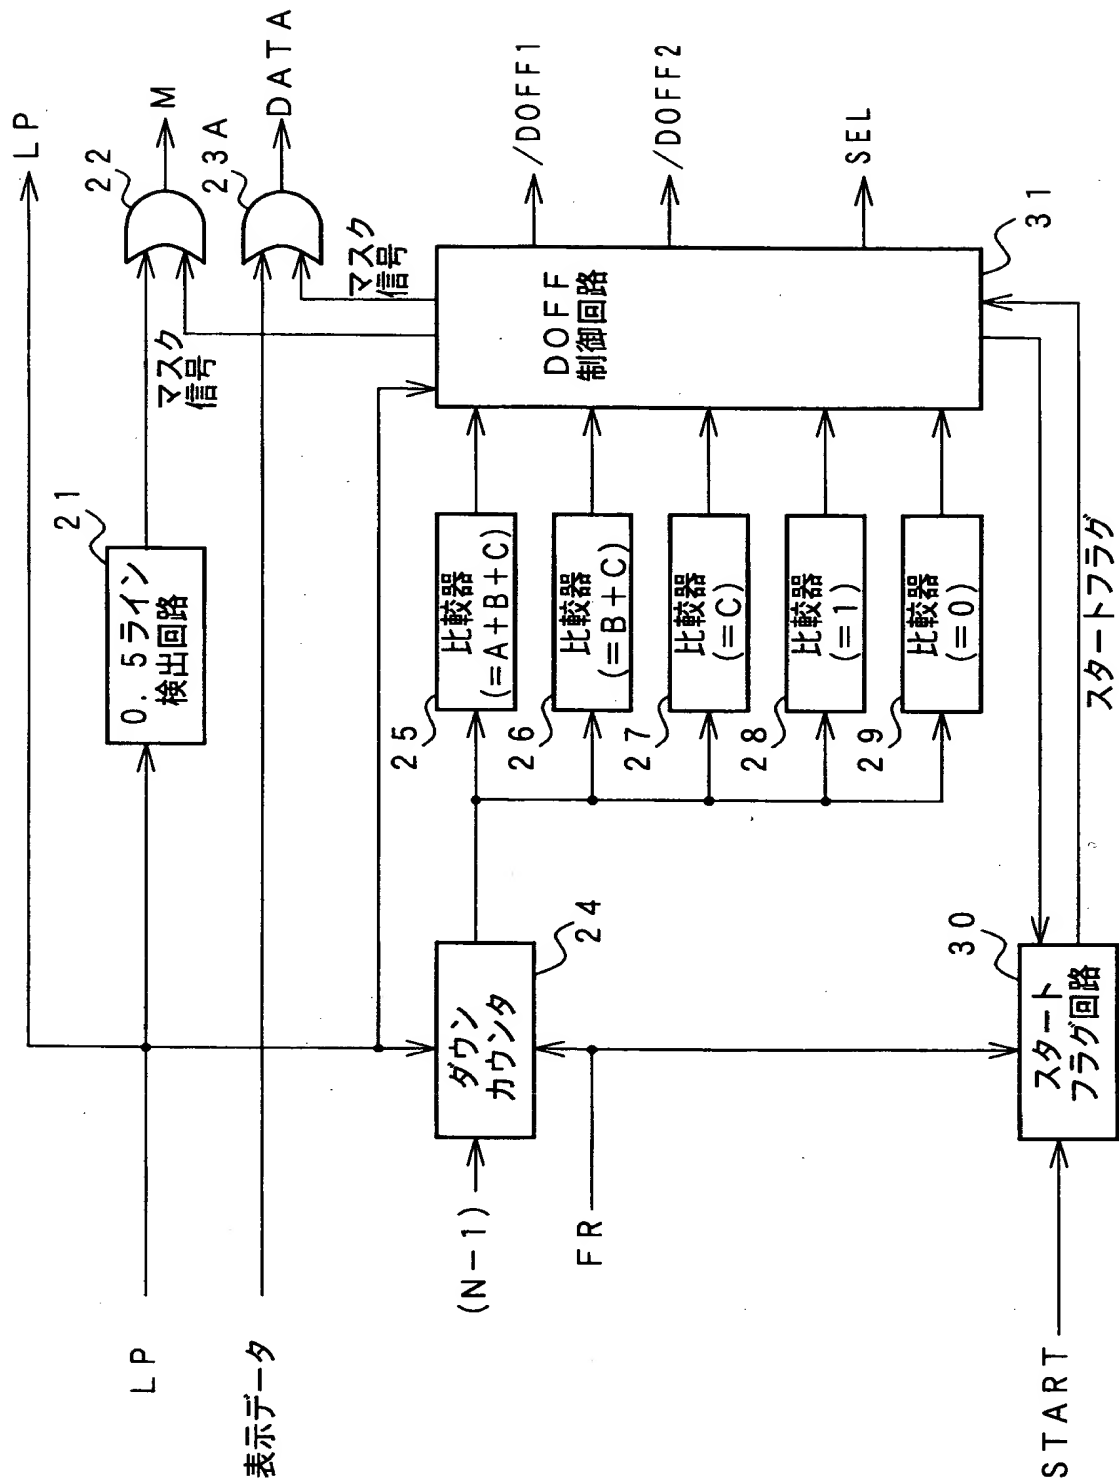 LP
表示データ
(N-1)
FR
START
21
0.5ライン
検出回路
ダウン
カウンタ
24
30
スタート
フラグ回路
25
比較器
(=A+B+C)
26
比較器
(=B+C)
27
比較器
(=C)
28
比較器
(=1)
29
比較器
(=0)
スタートフラグ
マスク
信号
マスク
信号
DOFF
制御回路
31
22
23A
LP
M
DATA
/DOFF1
/DOFF2
SEL